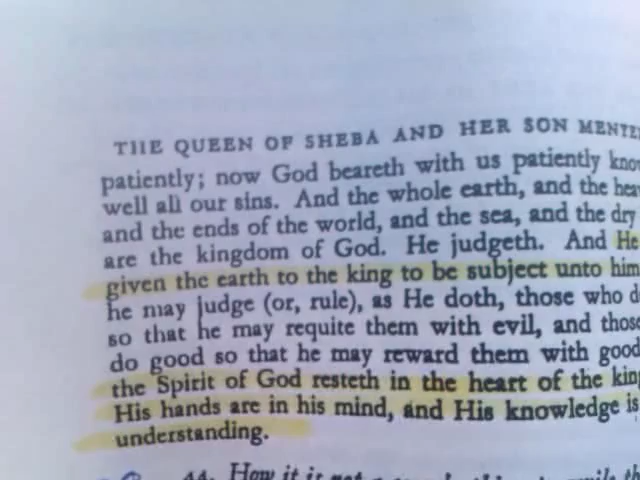 THE QUEEN OF SHEBA AND HER SON
patiently; now God beareth with us patiently
well all our sins. And the whole earth, and the
and the ends of the world, and the sea, and the dry
are the kingdom of God. He judgeth. And He
given the earth to the king to be subject unto him
he may judge (or, rule), as He doth, those who
so that he may requite them with evil, and
do good so that he may reward them with good
the Spirit of God resteth in the heart of the
His hands are in his mind, and His knowledge is
understanding.
44. How it is not